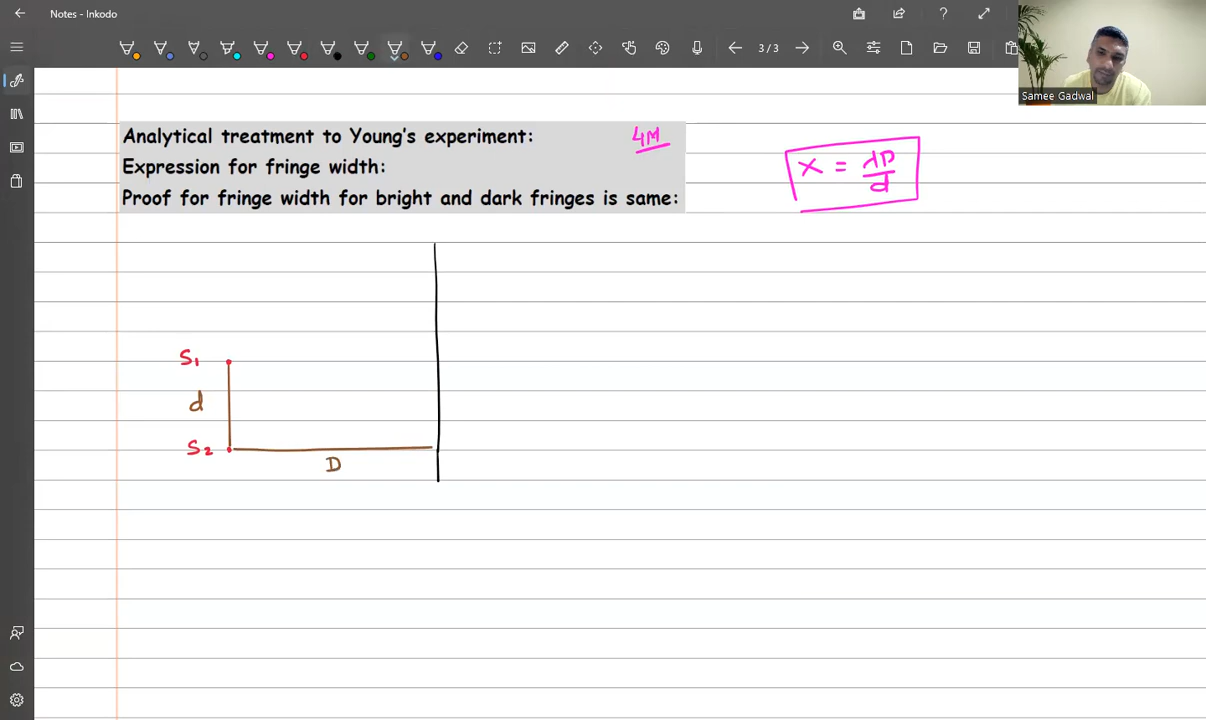 Notes - Inkodo
3/3
Samee Gadwal
Analytical treatment to Young's experiment: 4M
Expression for fringe width:
Proof for fringe width for bright and dark fringes is same:
X = λD/d
S₁
d
S₂
D